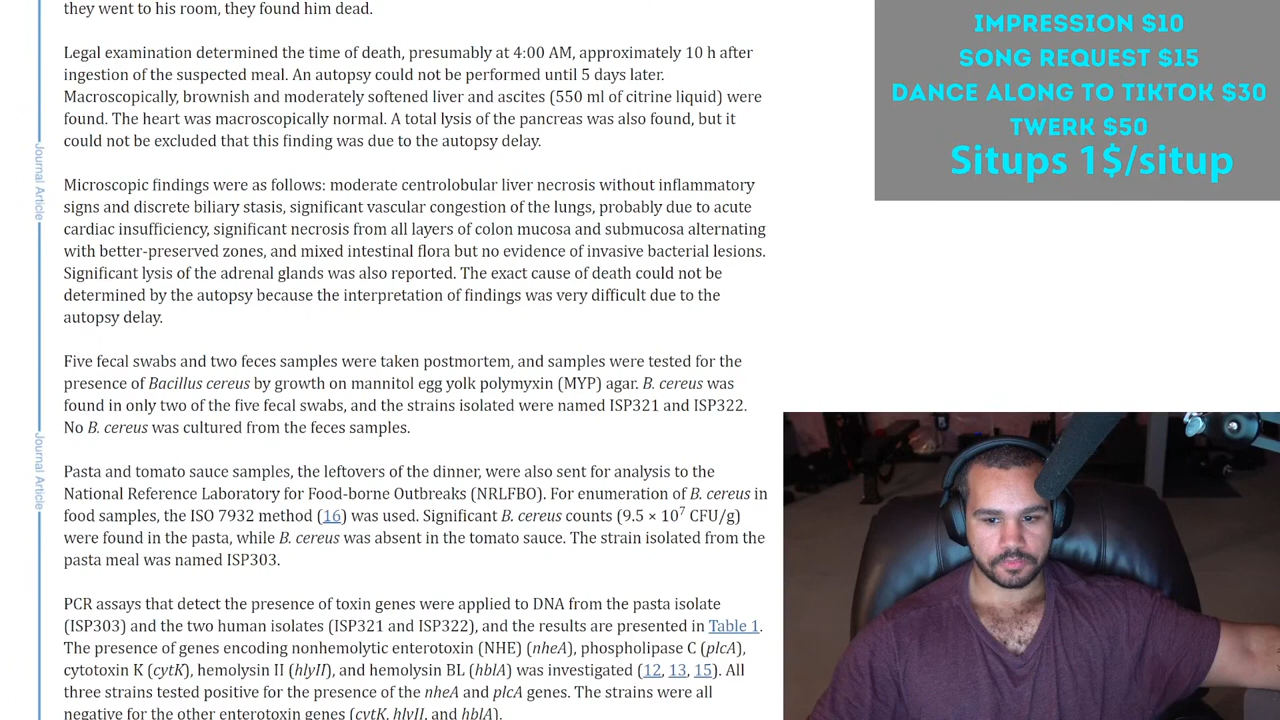 they went to his room, they found him dead.
Legal examination determined the time of death, presumably at 4:00 AM, approximately 10 h after
ingestion of the suspected meal. An autopsy could not be performed until 5 days later.
Macroscopically, brownish and moderately softened liver and ascites (550 ml of citrine liquid) were
found. The heart was macroscopically normal. A total lysis of the pancreas was also found, but it
could not be excluded that this finding was due to the autopsy delay.
Microscopic findings were as follows: moderate centrolobular liver necrosis without inflammatory
signs and discrete biliary stasis, significant vascular congestion of the lungs, probably due to acute
cardiac insufficiency, significant necrosis from all layers of colon mucosa and submucosa alternating
with better-preserved zones, and mixed intestinal flora but no evidence of invasive bacterial lesions.
Significant lysis of the adrenal glands was also reported. The exact cause of death could not be
determined by the autopsy because the interpretation of findings was very difficult due to the
autopsy delay.
Five fecal swabs and two feces samples were taken postmortem, and samples were tested for the
presence of Bacillus cereus by growth on mannitol egg yolk polymyxin (MYP) agar. B. cereus was
found in only two of the five fecal swabs, and the strains isolated were named ISP321 and ISP322.
No B. cereus was cultured from the feces samples.
Pasta and tomato sauce samples, the leftovers of the dinner, were also sent for analysis to the
National Reference Laboratory for Food-borne Outbreaks (NRLFBO). For enumeration of B. cereus in
food samples, the ISO 7932 method (16) was used. Significant B. cereus counts (9.5 × 10⁷ CFU/g)
were found in the pasta, while B. cereus was absent in the tomato sauce. The strain isolated from the
pasta meal was named ISP303.
PCR assays that detect the presence of toxin genes were applied to DNA from the pasta isolate
(ISP303) and the two human isolates (ISP321 and ISP322), and the results are presented in Table 1.
The presence of genes encoding nonhemolytic enterotoxin (NHE) (nheA), phospholipase C (plcA),
cytotoxin K (cytK), hemolysin II (hlyII), and hemolysin BL (hblA) was investigated (12, 13, 15). All
three strains tested positive for the presence of the nheA and plcA genes. The strains were all
negative for the other enterotoxin genes (cytK, hlyII, and hblA).
Journal Article
Journal Article
IMPRESSION $10
SONG REQUEST $15
DANCE ALONG TO TIKTOK $30
TWERK $50
Situps 1$/situp